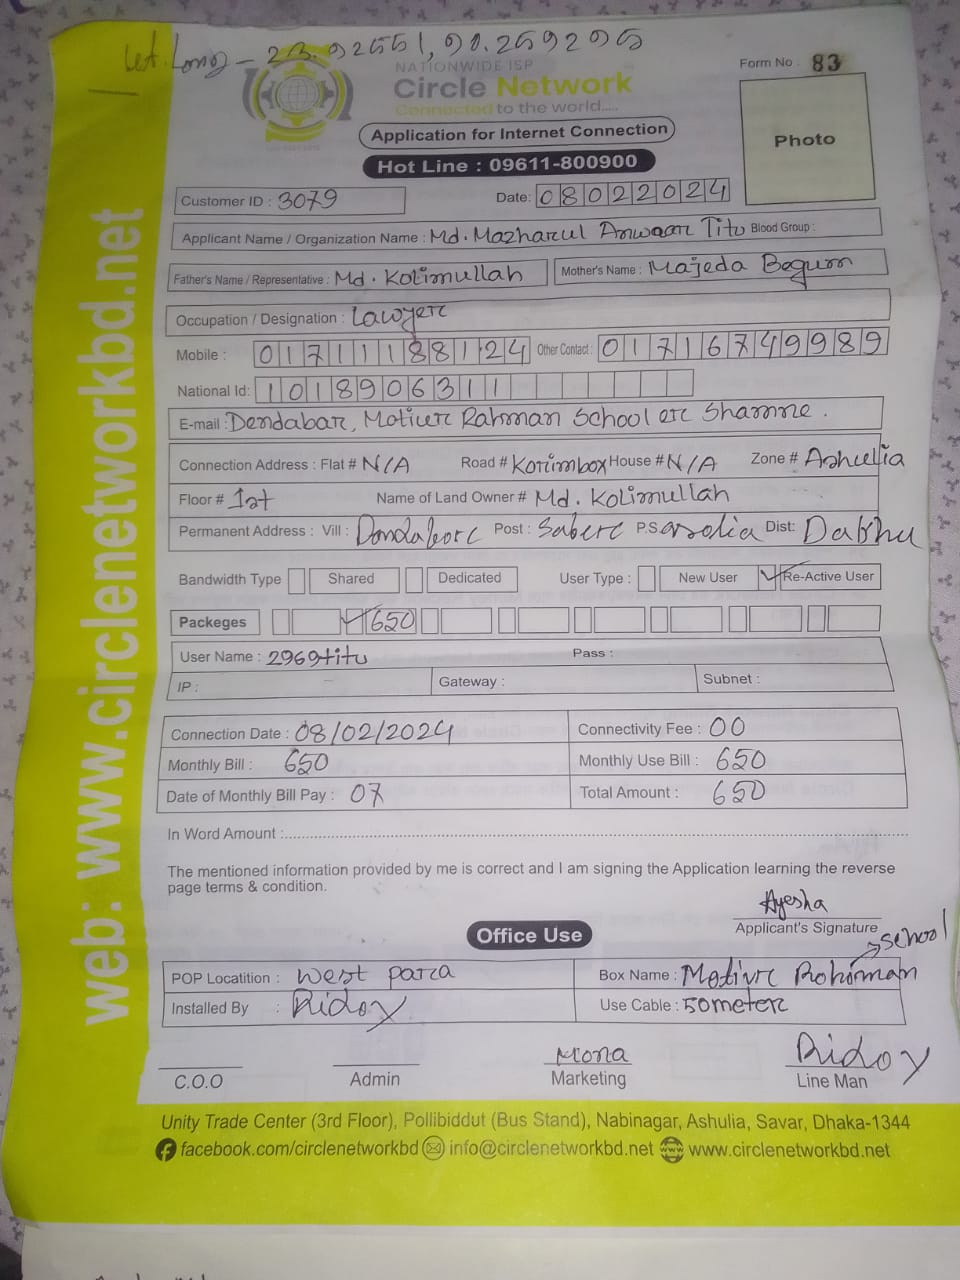 Let. Long - 23.92551, 90.259295
NATIONWIDE ISP
Form No : 83
Circle Network
Connected to the world.....
Photo
Application for Internet Connection
Hot Line : 09611-800900
Customer ID : 3079
Date: 08022024
Applicant Name / Organization Name : Md. Mazharul Anwaar Titu Blood Group :
Father's Name / Representative : Md. Kolimullah Mother's Name : Majeda Begum
Occupation / Designation : Lawyerc
Mobile : 01711188124 Other Contact : 01716749989
National Id: 1018906311
E-mail : Dendabar, Motiur Rahman School er Shamne.
Connection Address : Flat # N/A Road # Korimbox House # N/A Zone # Ashulia
Floor # 1st Name of Land Owner # Md. Kolimullah
Permanent Address : Vill : Dondaborc Post : Saberc P.S asolia Dist:
Bandwidth Type Shared Dedicated User Type : New User ✓ Re-Active User
Packeges ✓ 650
User Name : 2969titu Pass :
IP : Gateway : Subnet :
Connection Date : 08/02/2024 Connectivity Fee : 00
Monthly Bill : 650 Monthly Use Bill : 650
Date of Monthly Bill Pay : 07 Total Amount : 650
In Word Amount :
The mentioned information provided by me is correct and I am signing the Application learning the reverse
page terms & condition.
Ayesha
Applicant's Signature
Office Use
→ School
POP Locatition : west para Box Name : Motiur Rohirman
Installed By : Ridoy Use Cable : 50meter
Mona Ridoy
C.O.O Admin Marketing Line Man
Unity Trade Center (3rd Floor), Pollibiddut (Bus Stand), Nabinagar, Ashulia, Savar, Dhaka-1344
facebook.com/circlenetworkbd info@circlenetworkbd.net www.circlenetworkbd.net
web: www.circlenetworkbd.net